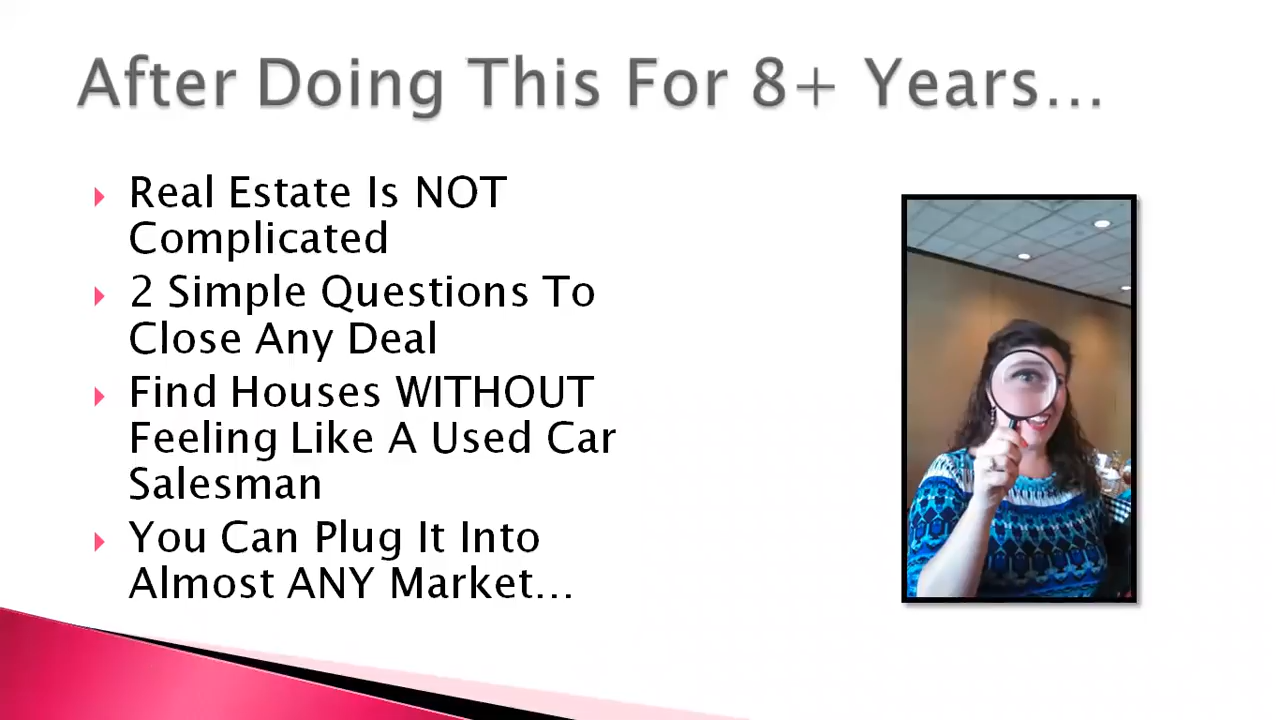 After Doing This For 8+ Years...
Real Estate Is NOT
Complicated
2 Simple Questions To
Close Any Deal
Find Houses WITHOUT
Feeling Like A Used Car
Salesman
You Can Plug It Into
Almost ANY Market...